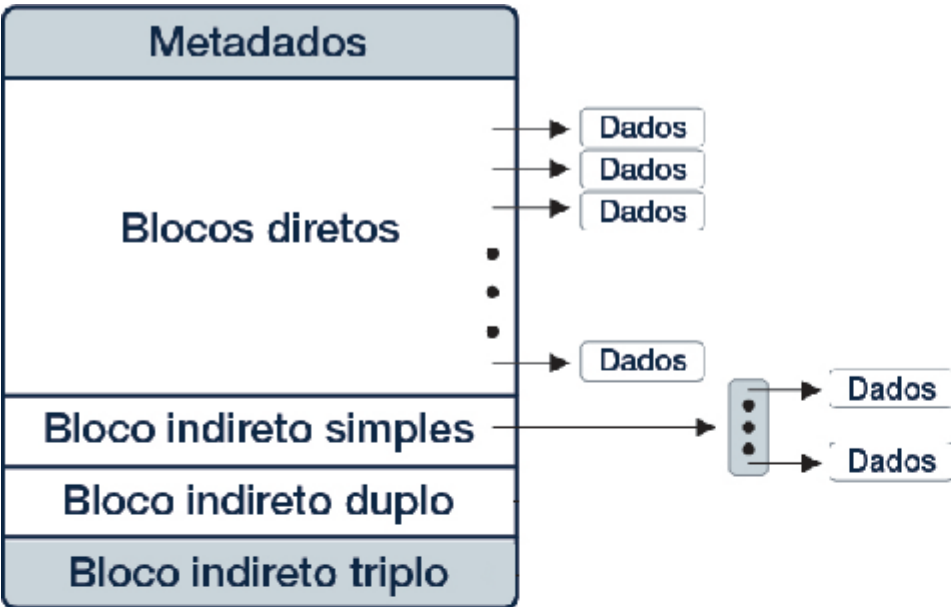 Metadados
Dados
Dados
Blocos diretos
Dados
Dados
Dados
Bloco indireto simples
Dados
Bloco indireto duplo
Bloco indireto triplo